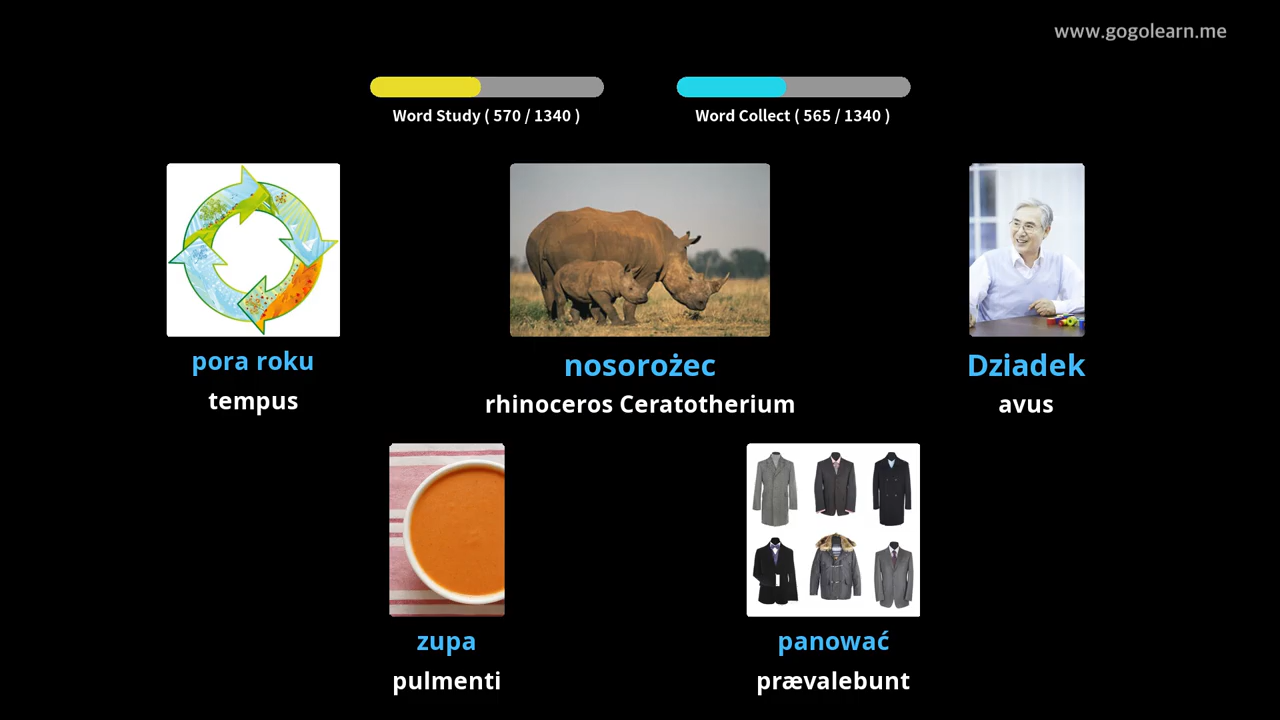 www.gogolearn.me
Word Study ( 570 / 1340 )
Word Collect ( 565 / 1340 )
pora roku
tempus
nosorożec
rhinoceros Ceratotherium
Dziadek
avus
zupa
pulmenti
panować
prævalebunt